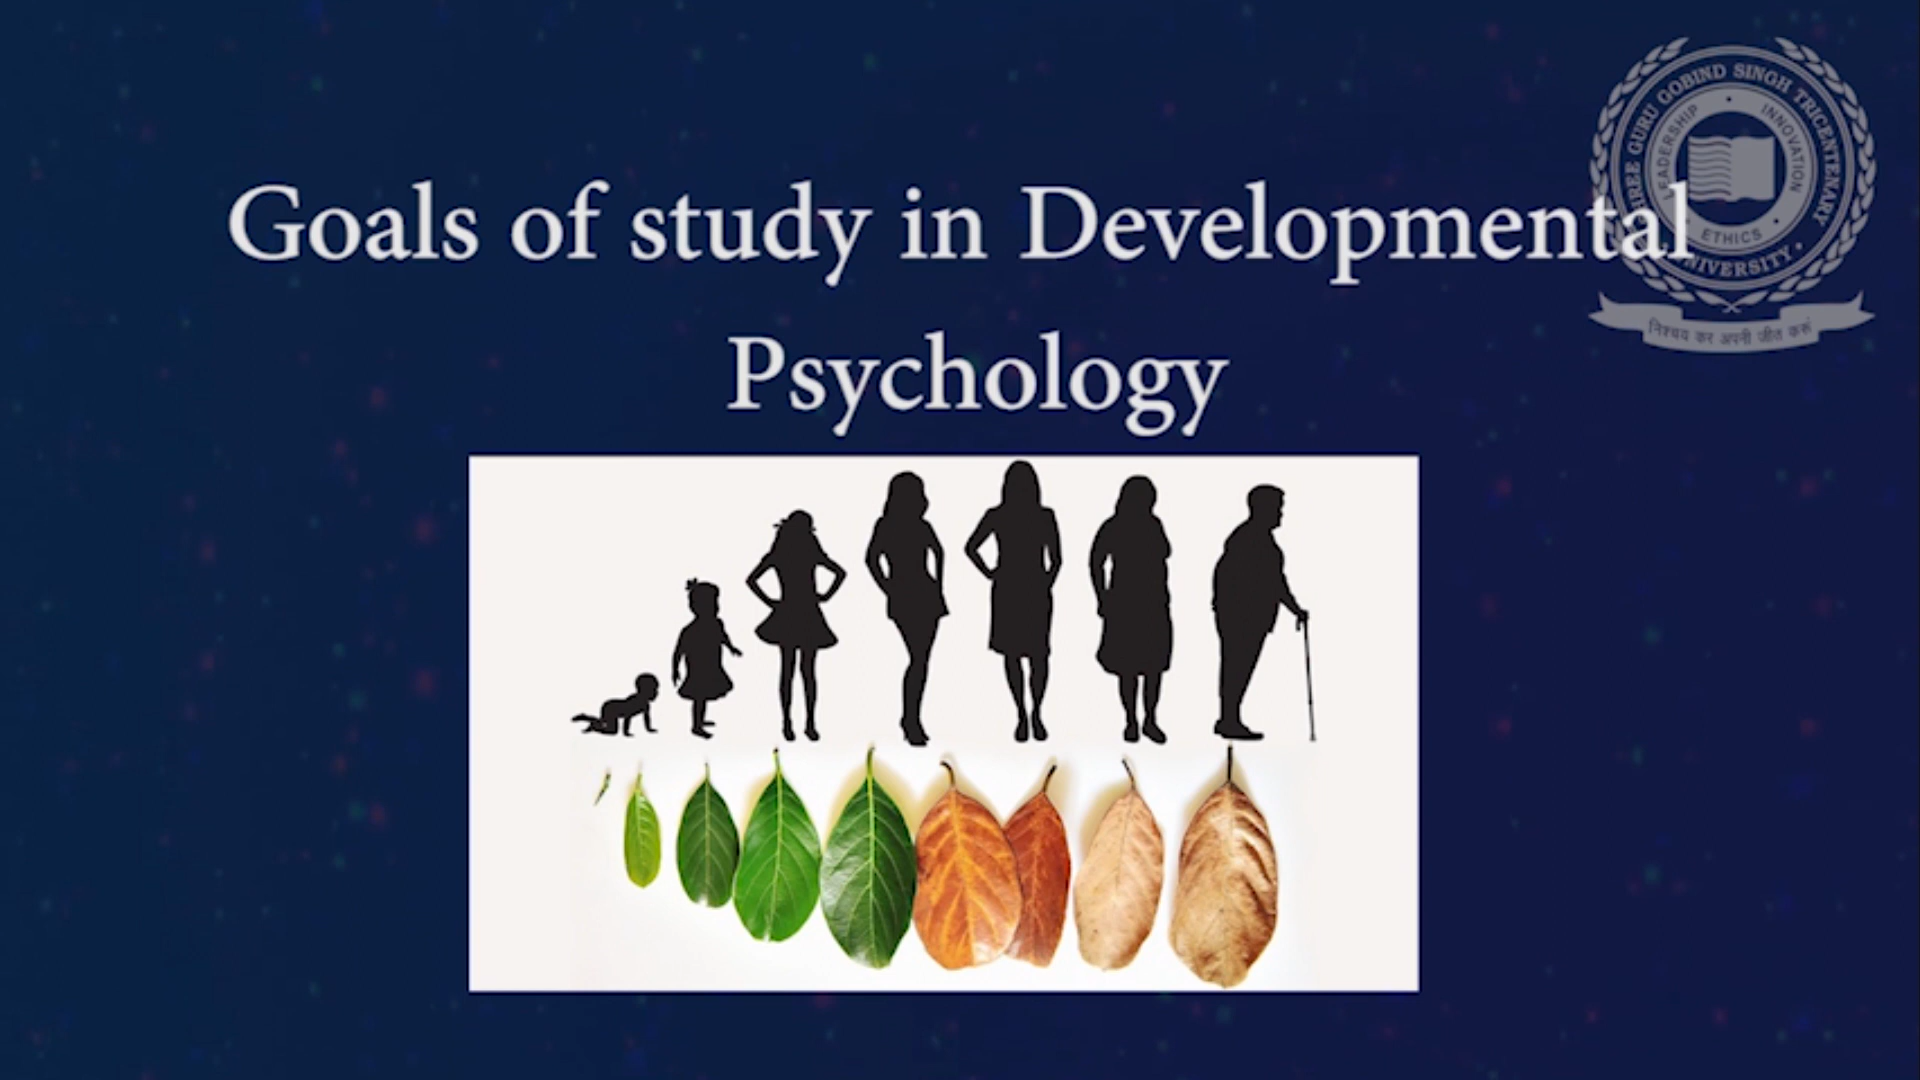 Goals of study in Developmental
Psychology
SHREE GURU GOBIND SINGH TRICENTENARY
UNIVERSITY
LEADERSHIP
INNOVATION
ETHICS
निश्चय कर अपनी जीत करूं